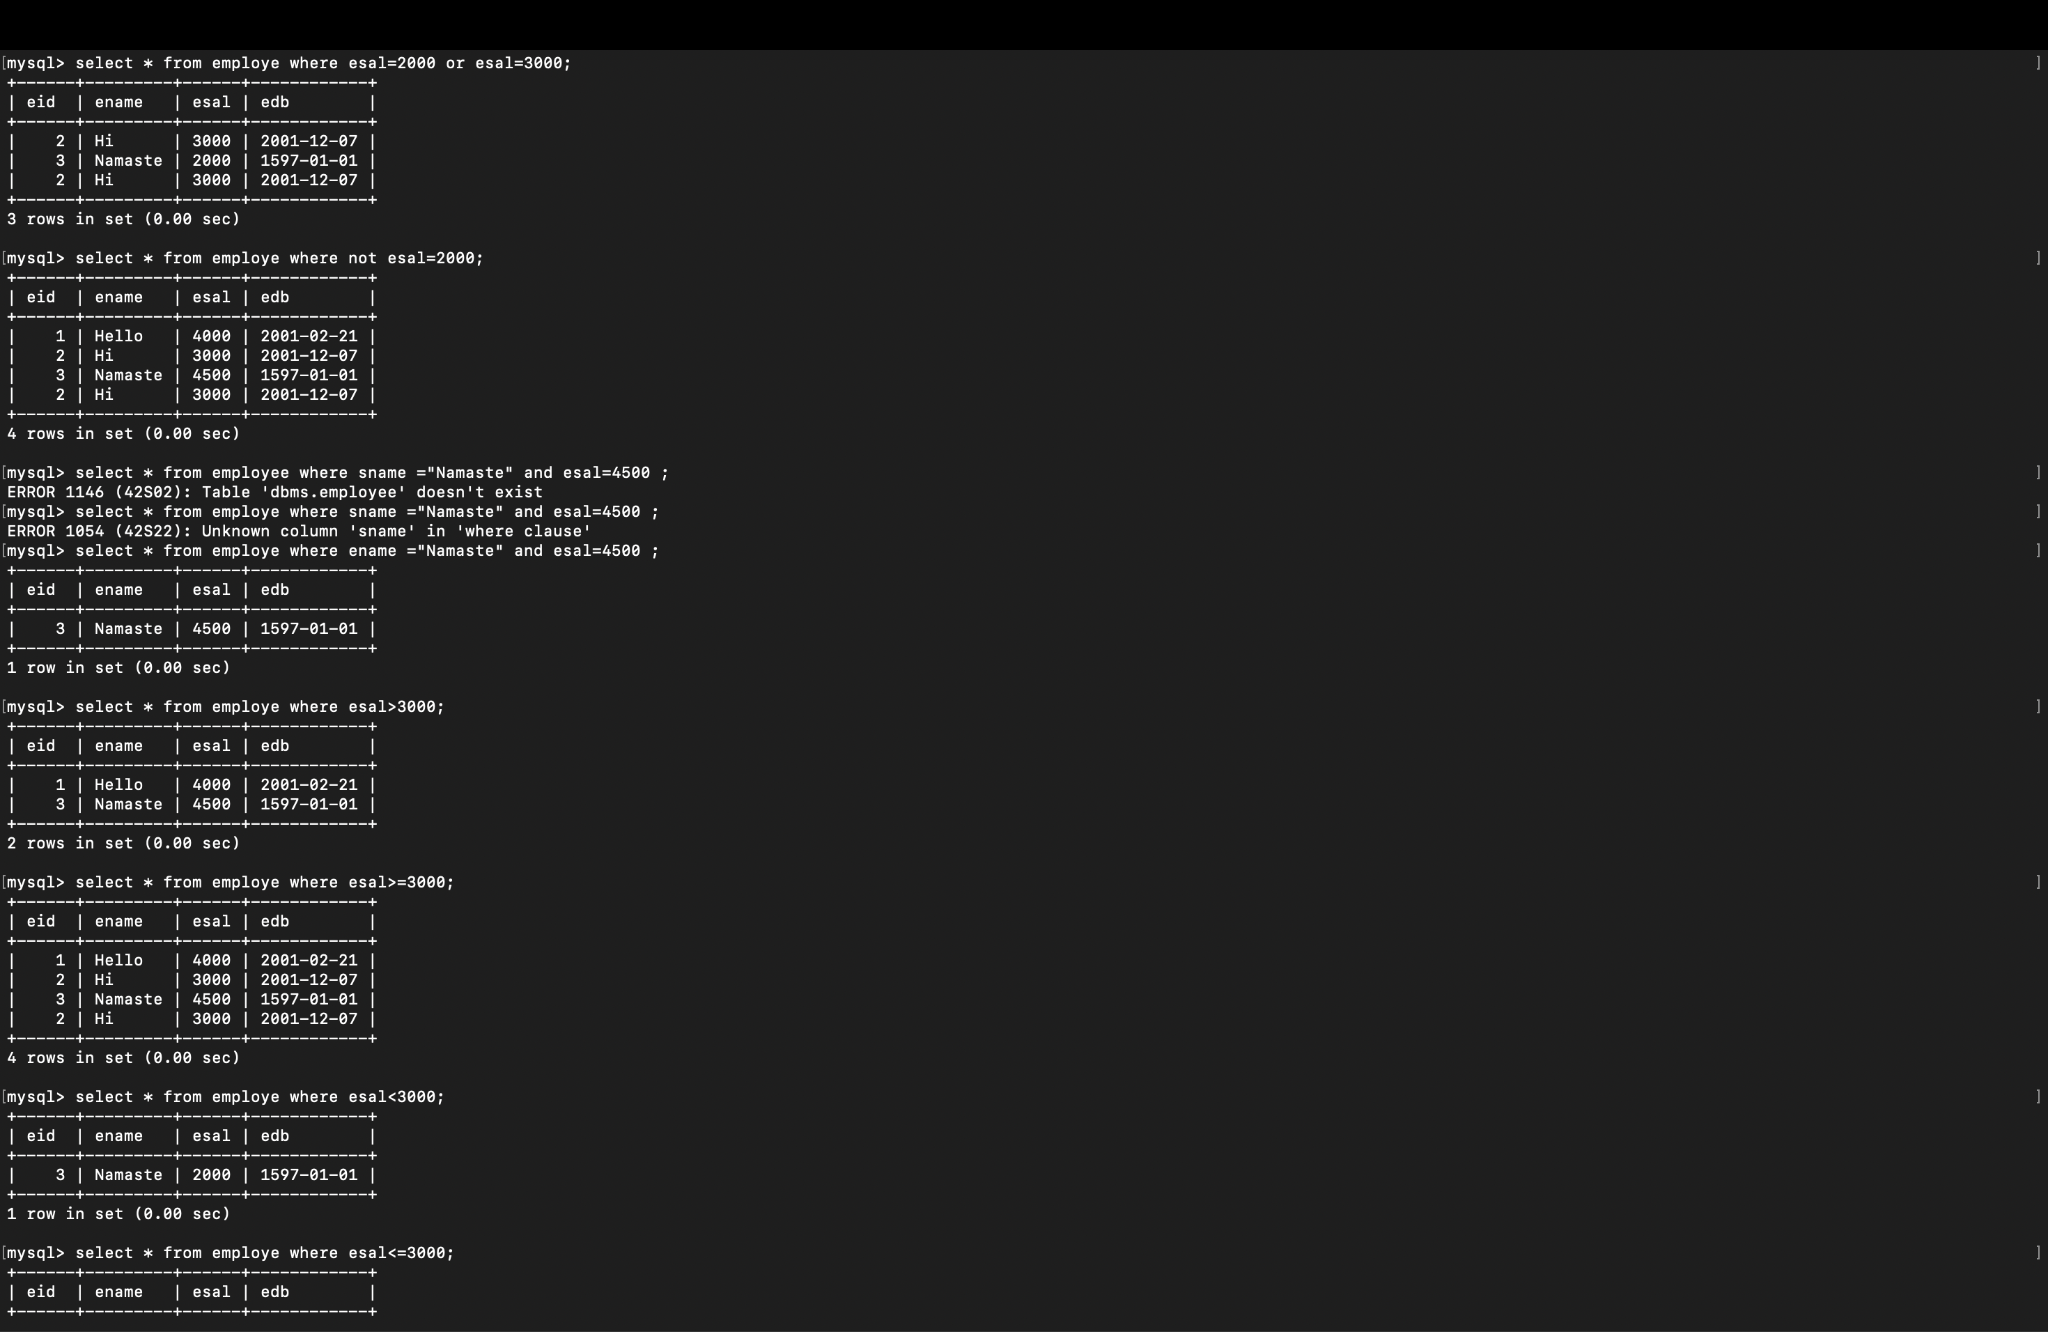 [mysql> select * from employe where esal=2000 or esal=3000; ]
+------+---------+------+------------+
| eid  | ename   | esal | edb        |
+------+---------+------+------------+
|    2 | Hi      | 3000 | 2001-12-07 |
|    3 | Namaste | 2000 | 1597-01-01 |
|    2 | Hi      | 3000 | 2001-12-07 |
+------+---------+------+------------+
3 rows in set (0.00 sec)
[mysql> select * from employe where not esal=2000; ]
+------+---------+------+------------+
| eid  | ename   | esal | edb        |
+------+---------+------+------------+
|    1 | Hello   | 4000 | 2001-02-21 |
|    2 | Hi      | 3000 | 2001-12-07 |
|    3 | Namaste | 4500 | 1597-01-01 |
|    2 | Hi      | 3000 | 2001-12-07 |
+------+---------+------+------------+
4 rows in set (0.00 sec)
[mysql> select * from employee where sname ="Namaste" and esal=4500 ; ]
ERROR 1146 (42S02): Table 'dbms.employee' doesn't exist
[mysql> select * from employe where sname ="Namaste" and esal=4500 ; ]
ERROR 1054 (42S22): Unknown column 'sname' in 'where clause'
[mysql> select * from employe where ename ="Namaste" and esal=4500 ; ]
+------+---------+------+------------+
| eid  | ename   | esal | edb        |
+------+---------+------+------------+
|    3 | Namaste | 4500 | 1597-01-01 |
+------+---------+------+------------+
1 row in set (0.00 sec)
[mysql> select * from employe where esal>3000; ]
+------+---------+------+------------+
| eid  | ename   | esal | edb        |
+------+---------+------+------------+
|    1 | Hello   | 4000 | 2001-02-21 |
|    3 | Namaste | 4500 | 1597-01-01 |
+------+---------+------+------------+
2 rows in set (0.00 sec)
[mysql> select * from employe where esal>=3000; ]
+------+---------+------+------------+
| eid  | ename   | esal | edb        |
+------+---------+------+------------+
|    1 | Hello   | 4000 | 2001-02-21 |
|    2 | Hi      | 3000 | 2001-12-07 |
|    3 | Namaste | 4500 | 1597-01-01 |
|    2 | Hi      | 3000 | 2001-12-07 |
+------+---------+------+------------+
4 rows in set (0.00 sec)
[mysql> select * from employe where esal<3000; ]
+------+---------+------+------------+
| eid  | ename   | esal | edb        |
+------+---------+------+------------+
|    3 | Namaste | 2000 | 1597-01-01 |
+------+---------+------+------------+
1 row in set (0.00 sec)
[mysql> select * from employe where esal<=3000; ]
+------+---------+------+------------+
| eid  | ename   | esal | edb        |
+------+---------+------+------------+